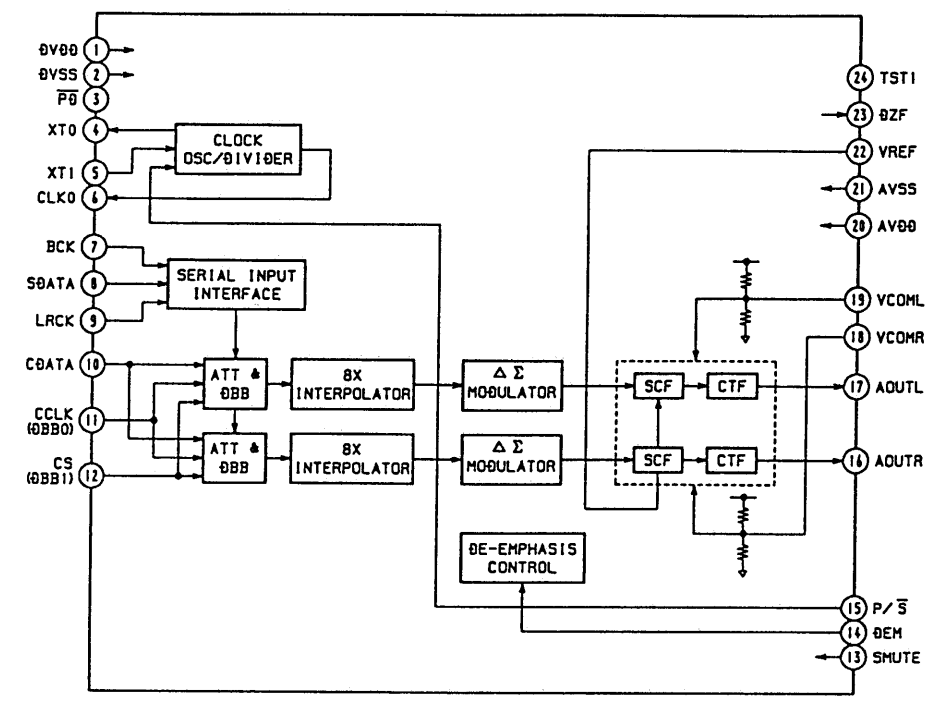 DVDD 1
DVSS 2
P̅D̅ 3
XTO 4
XTI 5
CLKO 6
BCK 7
SDATA 8
LRCK 9
CDATA 10
CCLK 11
(DBB0)
CS 12
(DBB1)
CLOCK
OSC/DIVIDER
SERIAL INPUT
INTERFACE
ATT &
DBB
8X
INTERPOLATOR
Δ Σ
MODULATOR
SCF
CTF
ATT &
DBB
8X
INTERPOLATOR
Δ Σ
MODULATOR
SCF
CTF
DE-EMPHASIS
CONTROL
24 TST1
23 DZF
22 VREF
21 AVSS
20 AVDD
19 VCOML
18 VCOMR
17 AOUTL
16 AOUTR
15 P/S̅
14 DEM
13 SMUTE